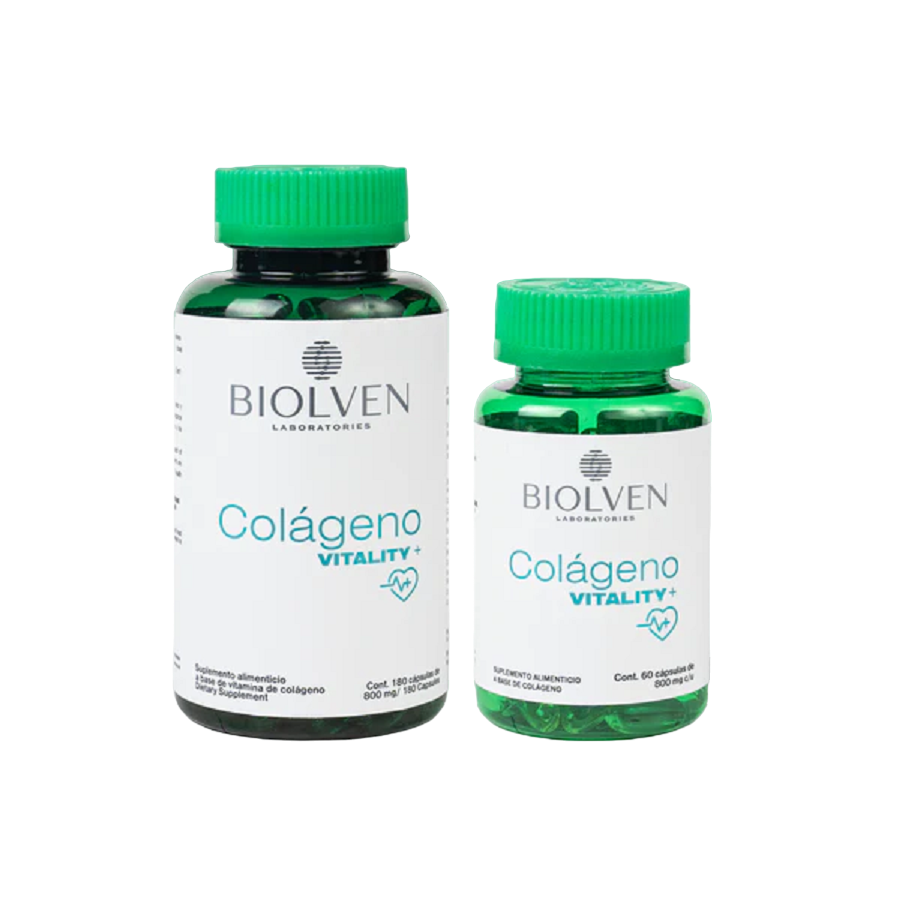 BIOLVEN
LABORATORIES
Colágeno
VITALITY+
Suplemento alimenticio
a base de vitamina de colágeno
Dietary Supplement
Cont. 180 cápsulas de
800 mg/ 180 Capsules
BIOLVEN
LABORATORIES
Colágeno
VITALITY+
SUPLEMENTO ALIMENTICIO
A BASE DE COLÁGENO
Cont. 60 cápsulas de
800 mg c/u